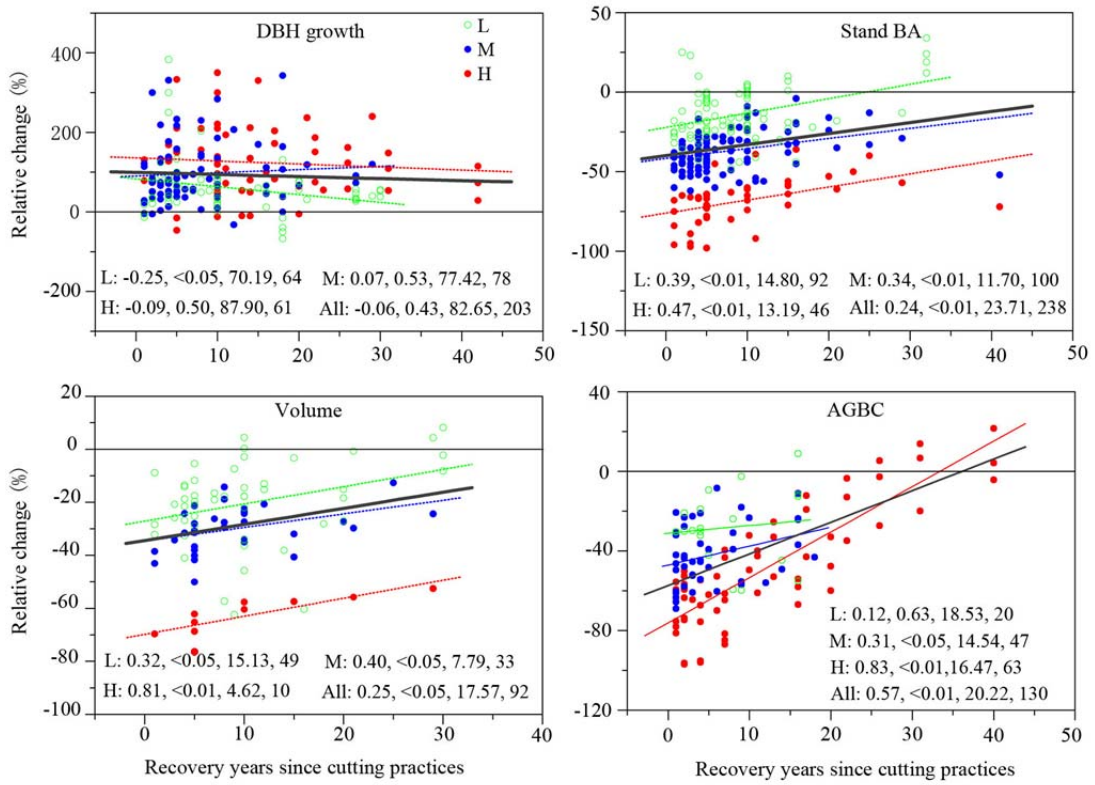 DBH growth
L
M
H
Relative change (%)
400
200
0
-200
L: -0.25, <0.05, 70.19, 64
M: 0.07, 0.53, 77.42, 78
H: -0.09, 0.50, 87.90, 61
All: -0.06, 0.43, 82.65, 203
0
10
20
30
40
50
Stand BA
50
0
-50
-100
-150
L: 0.39, <0.01, 14.80, 92
M: 0.34, <0.01, 11.70, 100
H: 0.47, <0.01, 13.19, 46
All: 0.24, <0.01, 23.71, 238
0
10
20
30
40
50
Volume
Relative change (%)
20
0
-20
-40
-60
-80
-100
L: 0.32, <0.05, 15.13, 49
M: 0.40, <0.05, 7.79, 33
H: 0.81, <0.01, 4.62, 10
All: 0.25, <0.05, 17.57, 92
0
10
20
30
40
Recovery years since cutting practices
AGBC
40
0
-40
-80
-120
L: 0.12, 0.63, 18.53, 20
M: 0.31, <0.05, 14.54, 47
H: 0.83, <0.01,16.47, 63
All: 0.57, <0.01, 20.22, 130
0
10
20
30
40
50
Recovery years since cutting practices